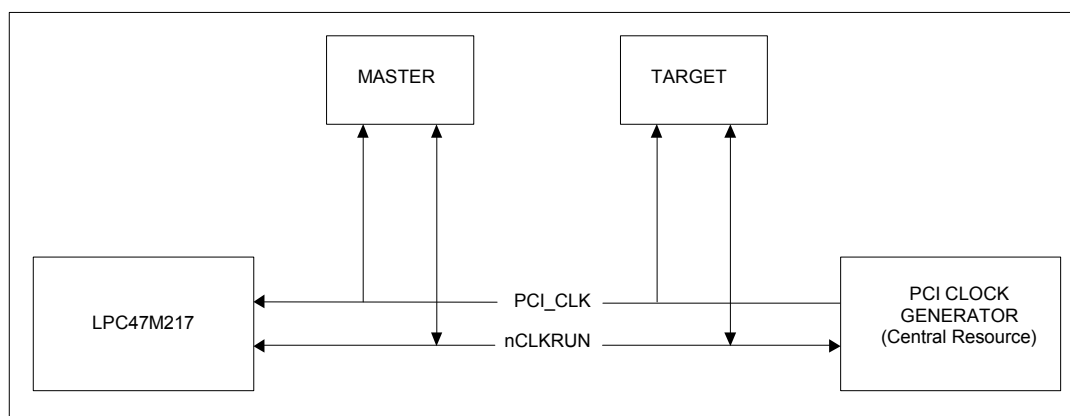 MASTER
TARGET
LPC47M217
PCI_CLK
nCLKRUN
PCI CLOCK
GENERATOR
(Central Resource)